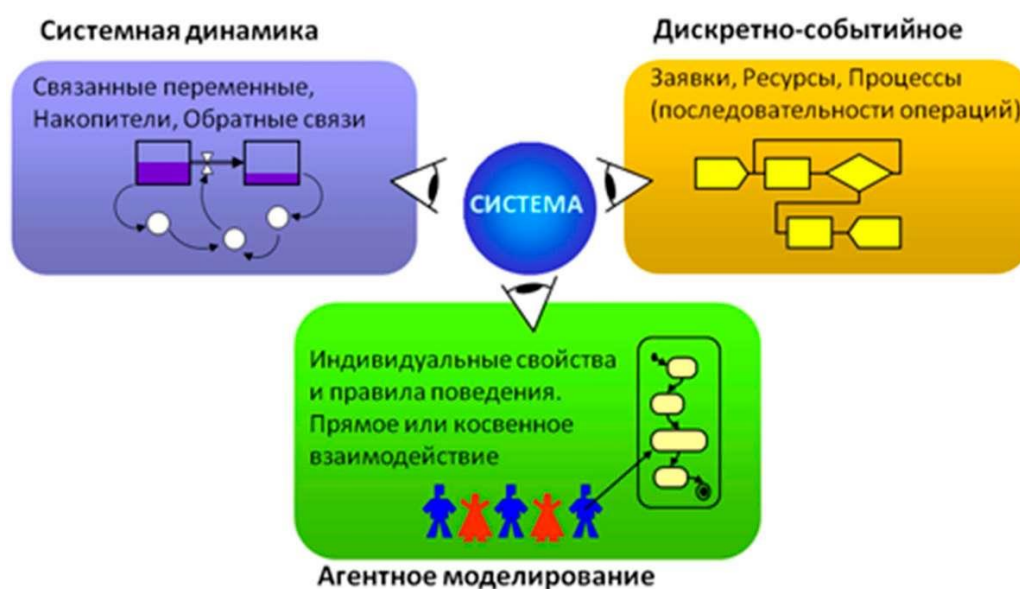 Системная динамика
Связанные переменные,
Накопители, Обратные связи
Дискретно-событийное
Заявки, Ресурсы, Процессы
(последовательности операций)
СИСТЕМА
Индивидуальные свойства
и правила поведения.
Прямое или косвенное
взаимодействие
Агентное моделирование